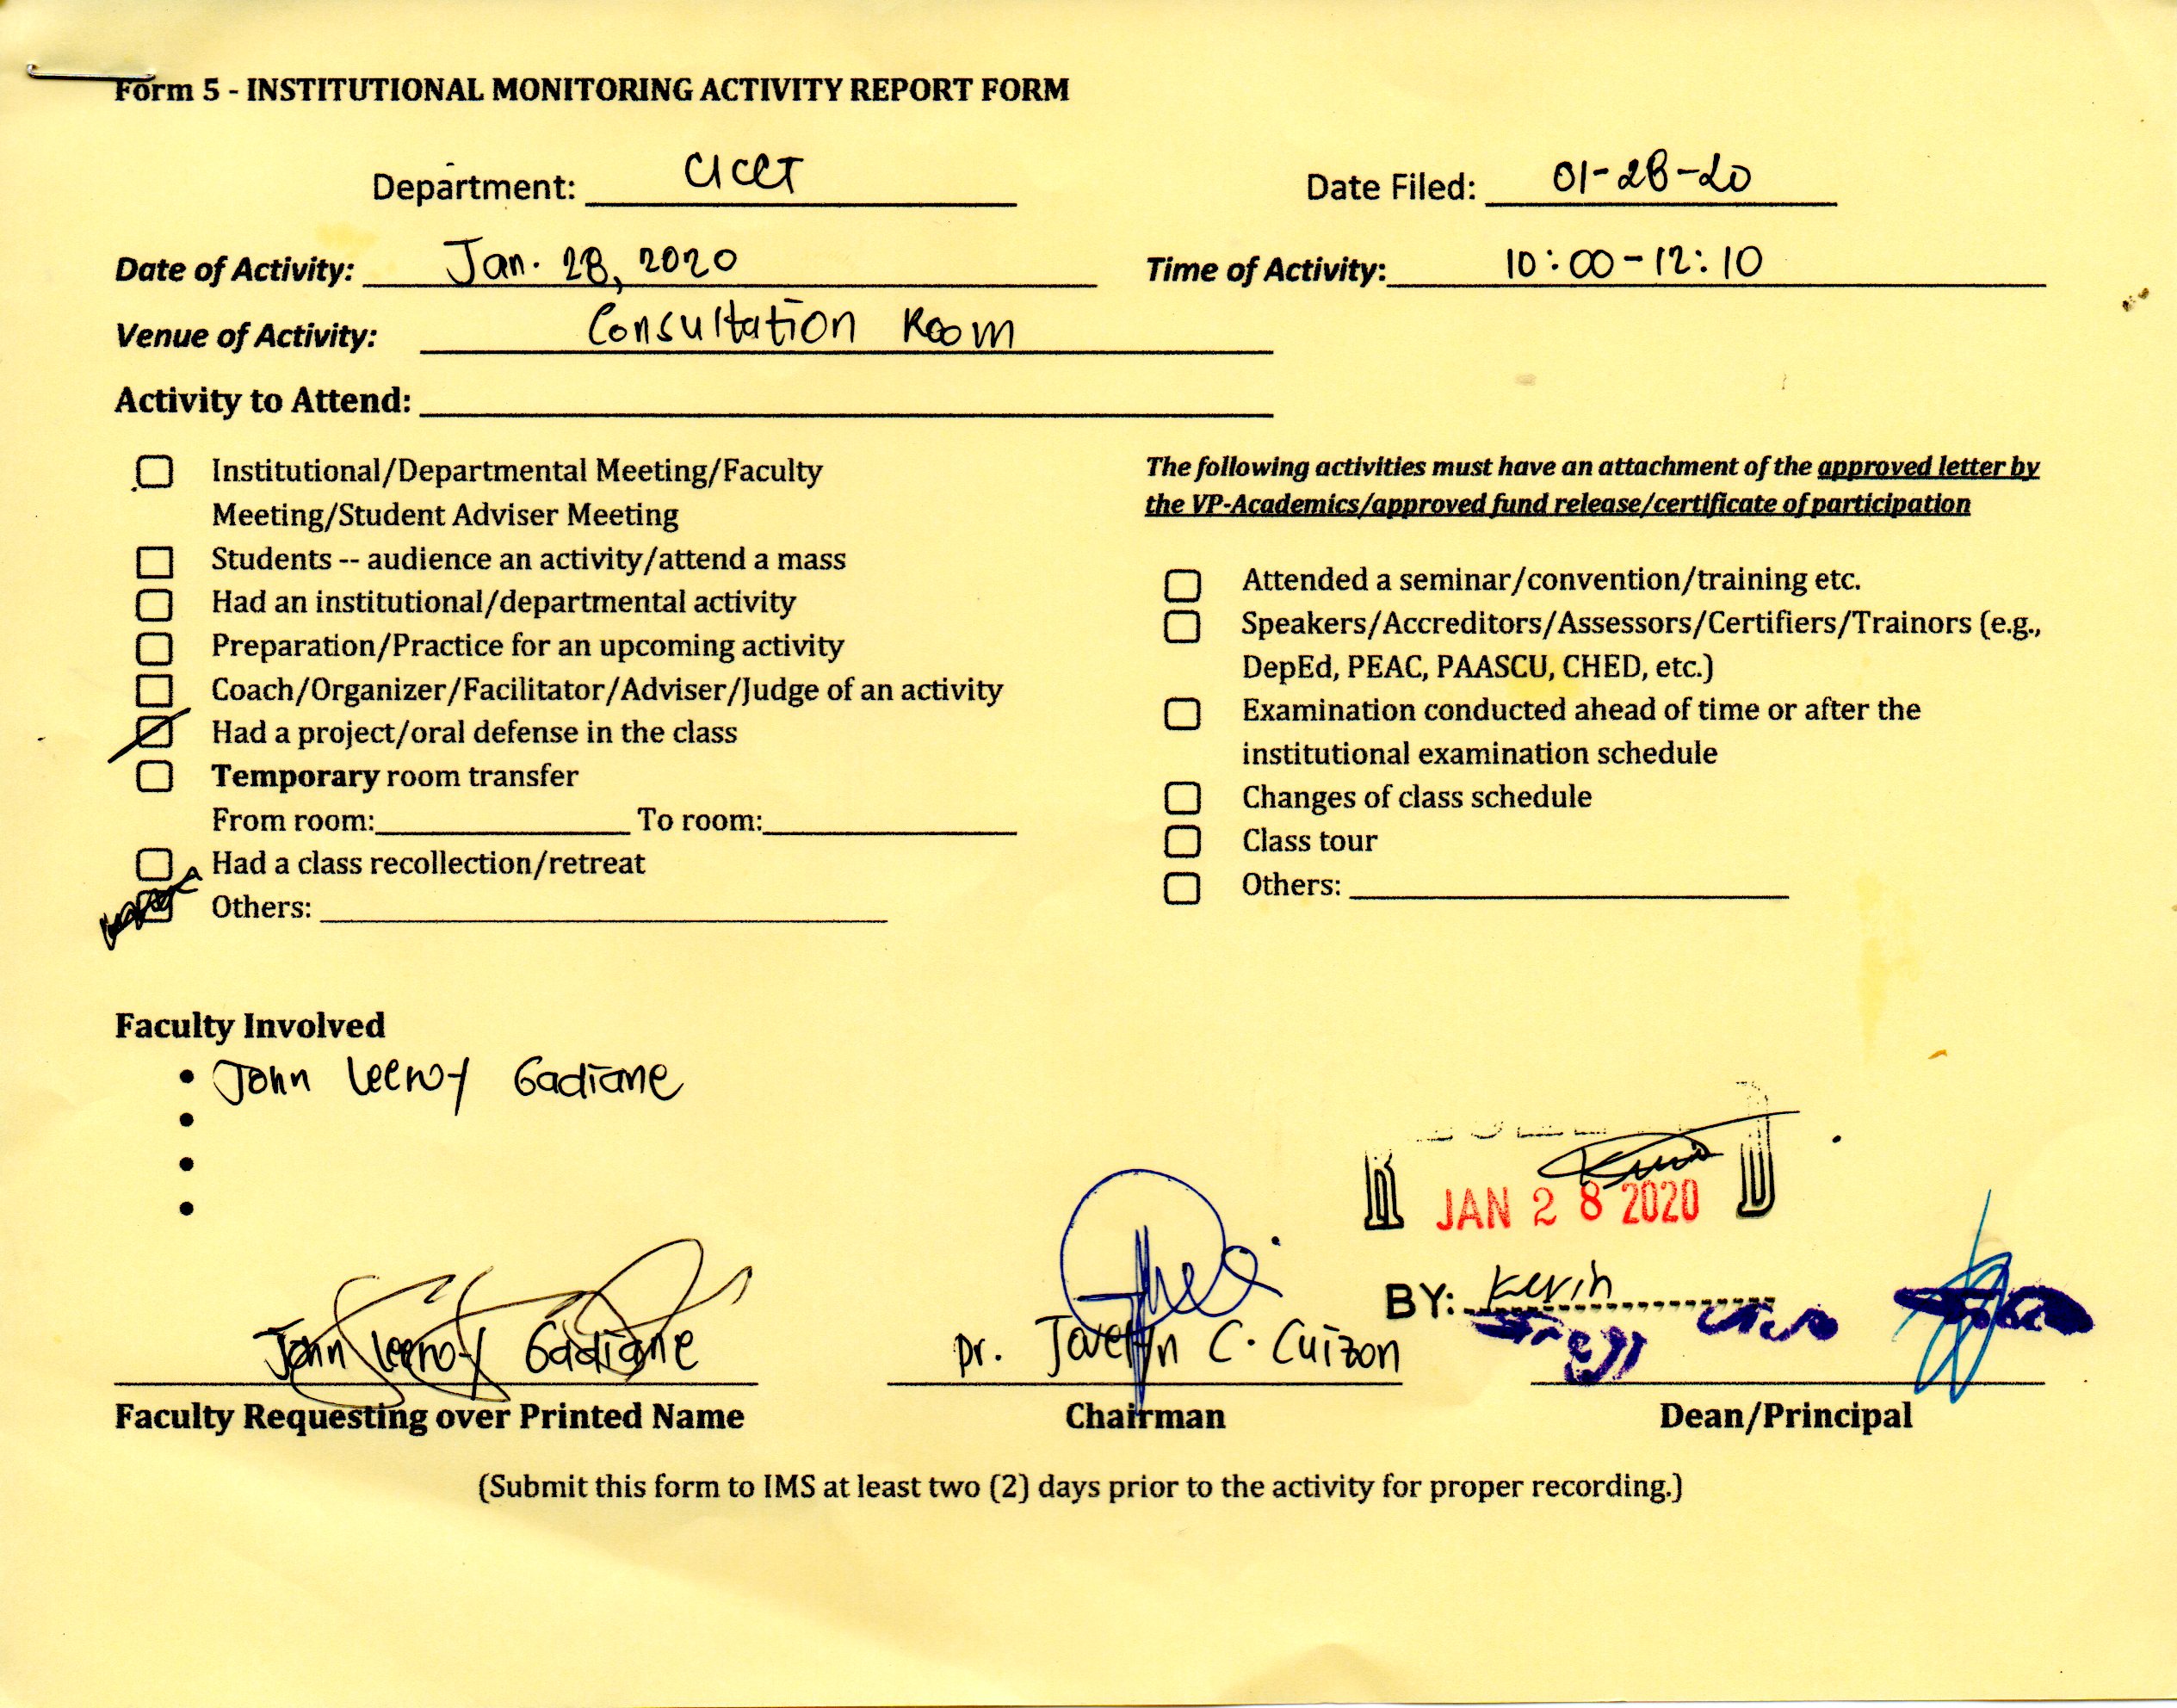 Form 5 - INSTITUTIONAL MONITORING ACTIVITY REPORT FORM
Department: CICCT
Date Filed: 01-28-20
Date of Activity: Jan. 28, 2020
Time of Activity: 10:00-12:10
Venue of Activity: Consultation Room
Activity to Attend:
Institutional/Departmental Meeting/Faculty
Meeting/Student Adviser Meeting
Students -- audience an activity/attend a mass
Had an institutional/departmental activity
Preparation/Practice for an upcoming activity
Coach/Organizer/Facilitator/Adviser/Judge of an activity
Had a project/oral defense in the class
Temporary room transfer
From room: To room:
Had a class recollection/retreat
Others:
The following activities must have an attachment of the approved letter by
the VP-Academics/approved fund release/certificate of participation
Attended a seminar/convention/training etc.
Speakers/Accreditors/Assessors/Certifiers/Trainors (e.g.,
DepEd, PEAC, PAASCU, CHED, etc.)
Examination conducted ahead of time or after the
institutional examination schedule
Changes of class schedule
Class tour
Others:
Faculty Involved
• John Leeroy Gadiane
•
•
•
JAN 28 2020
BY: Kevin
John Leeroy Gadiane
Dr. Jovelyn C. Cuizon
Faculty Requesting over Printed Name
Chairman
Dean/Principal
(Submit this form to IMS at least two (2) days prior to the activity for proper recording.)